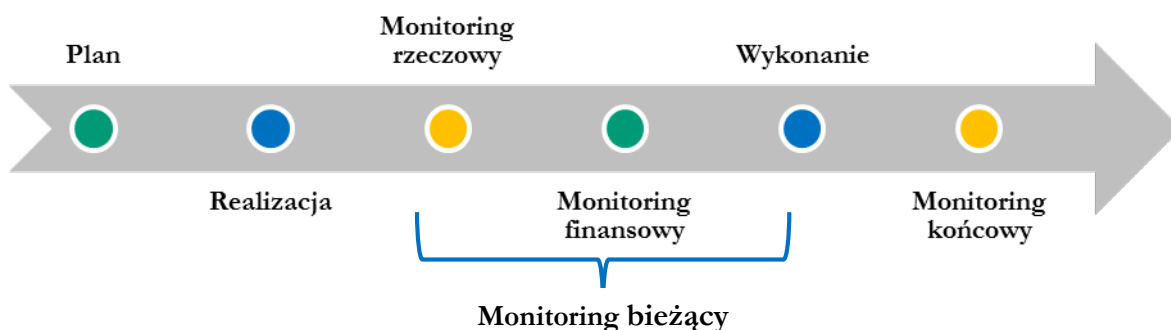 Plan
Realizacja
Monitoring
rzeczowy
Monitoring
finansowy
Wykonanie
Monitoring
końcowy
Monitoring bieżący